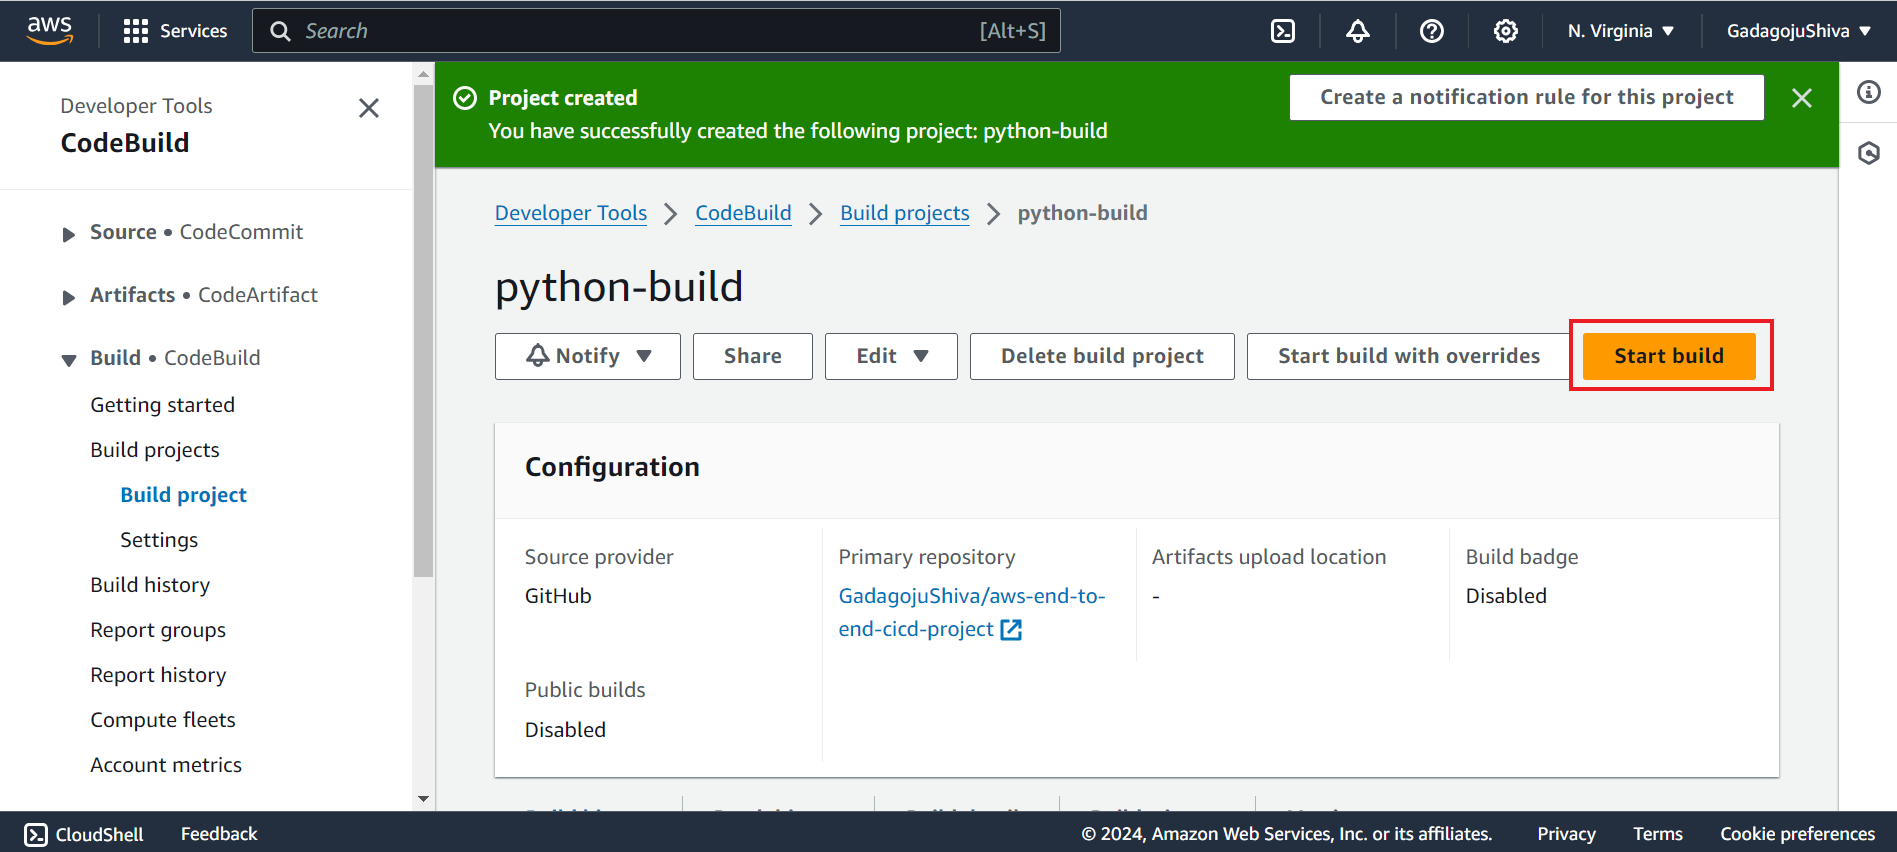 aws
Services
Search
[Alt+S]
N. Virginia
GadagojuShiva
Developer Tools
CodeBuild
Source • CodeCommit
Artifacts • CodeArtifact
Build • CodeBuild
Getting started
Build projects
Build project
Settings
Build history
Report groups
Report history
Compute fleets
Account metrics
Project created
You have successfully created the following project: python-build
Create a notification rule for this project
Developer Tools
CodeBuild
Build projects
python-build
python-build
Notify
Share
Edit
Delete build project
Start build with overrides
Start build
Configuration
Source provider
GitHub
Primary repository
GadagojuShiva/aws-end-to-
end-cicd-project
Artifacts upload location
-
Build badge
Disabled
Public builds
Disabled
CloudShell
Feedback
© 2024, Amazon Web Services, Inc. or its affiliates.
Privacy
Terms
Cookie preferences